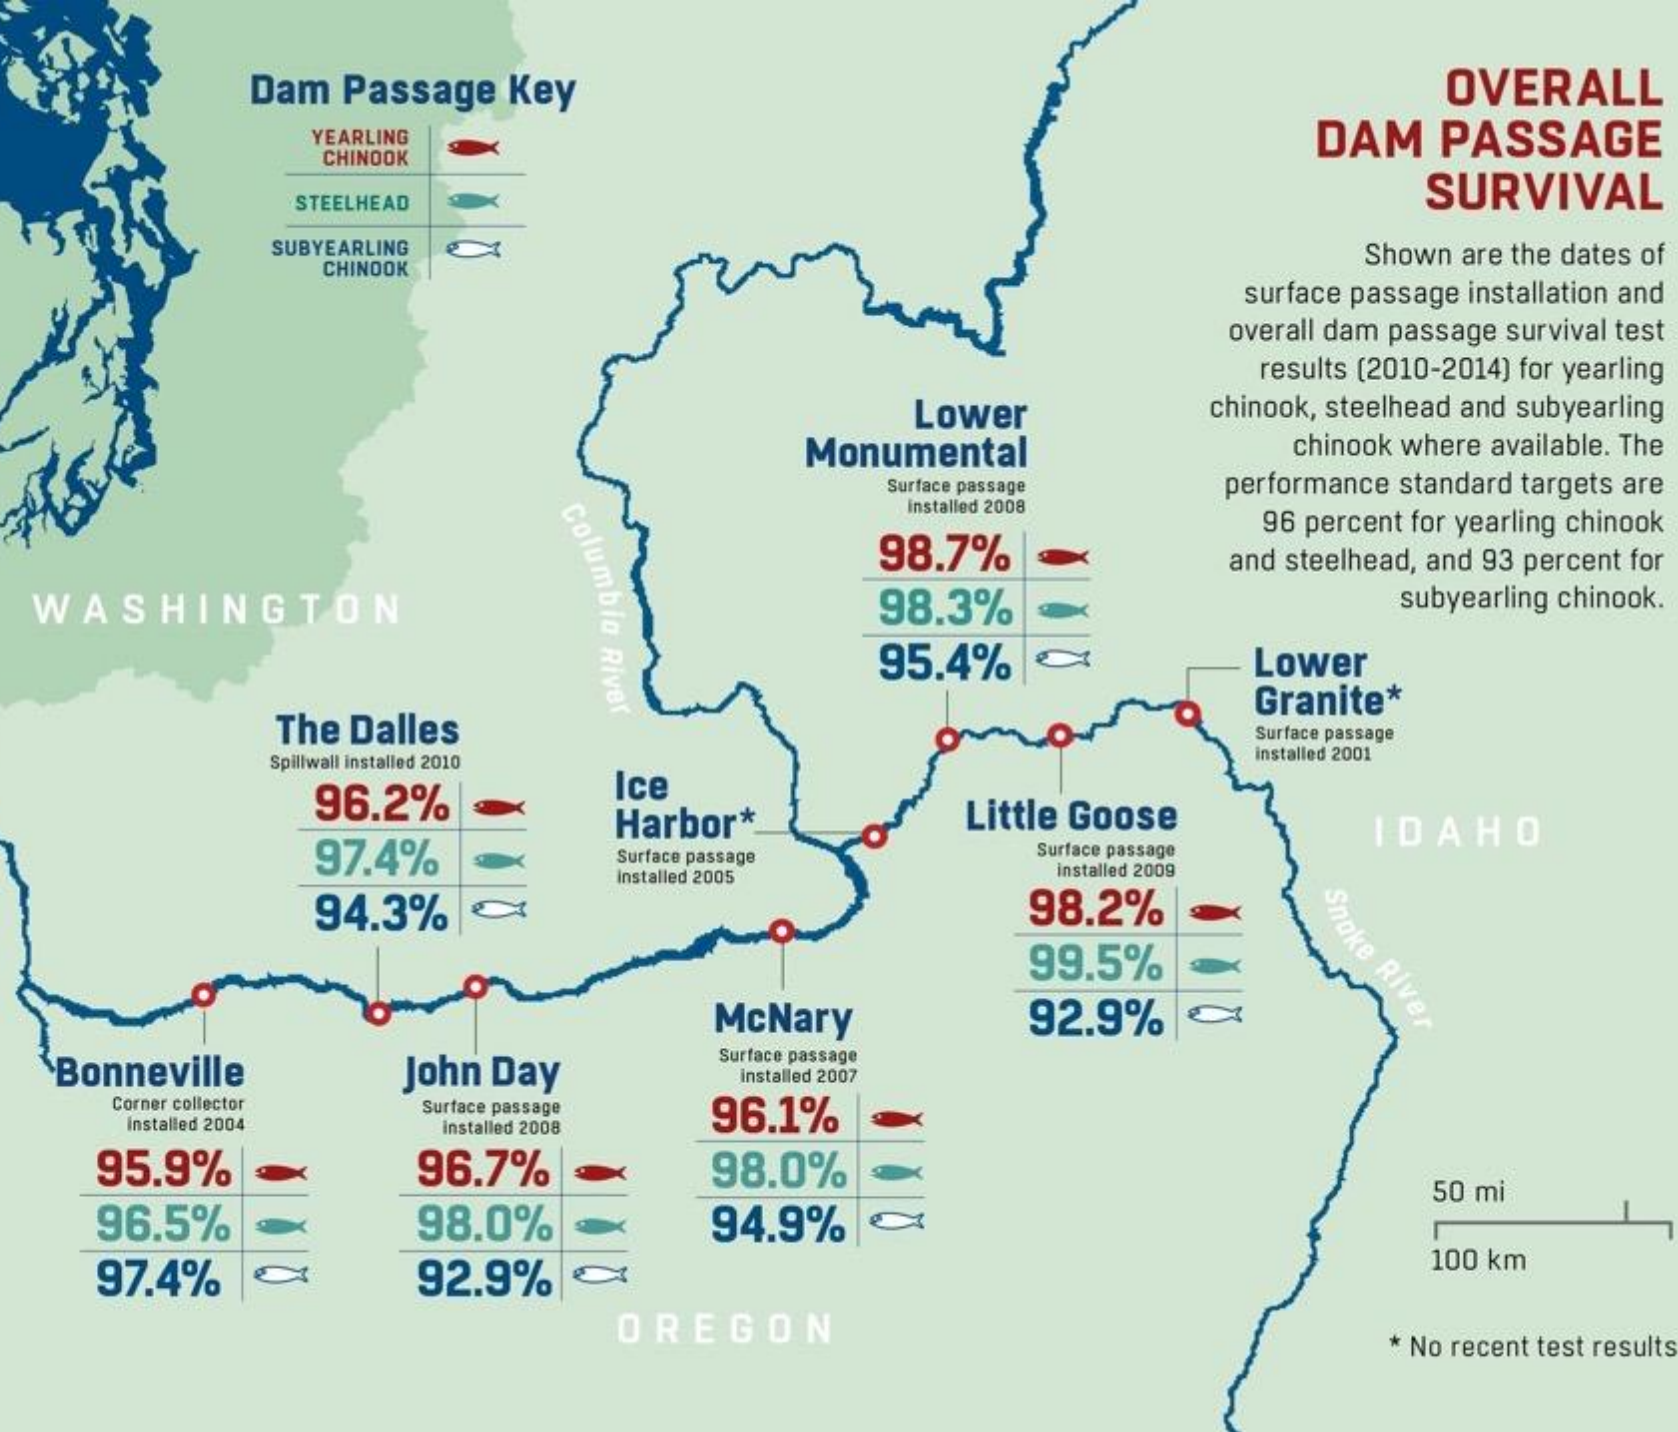 Dam Passage Key
YEARLING
CHINOOK
STEELHEAD
SUBYEARLING
CHINOOK
OVERALL
DAM PASSAGE
SURVIVAL
Shown are the dates of
surface passage installation and
overall dam passage survival test
results (2010-2014) for yearling
chinook, steelhead and subyearling
chinook where available. The
performance standard targets are
96 percent for yearling chinook
and steelhead, and 93 percent for
subyearling chinook.
Lower
Monumental
Surface passage
installed 2008
98.7%
98.3%
95.4%
Columbia River
WASHINGTON
Lower
Granite*
Surface passage
installed 2001
The Dalles
Spillwall installed 2010
96.2%
97.4%
94.3%
Ice
Harbor*
Surface passage
installed 2005
Little Goose
Surface passage
installed 2009
98.2%
99.5%
92.9%
IDAHO
Snake River
Bonneville
Corner collector
installed 2004
95.9%
96.5%
97.4%
John Day
Surface passage
installed 2008
96.7%
98.0%
92.9%
McNary
Surface passage
installed 2007
96.1%
98.0%
94.9%
OREGON
50 mi
100 km
* No recent test results